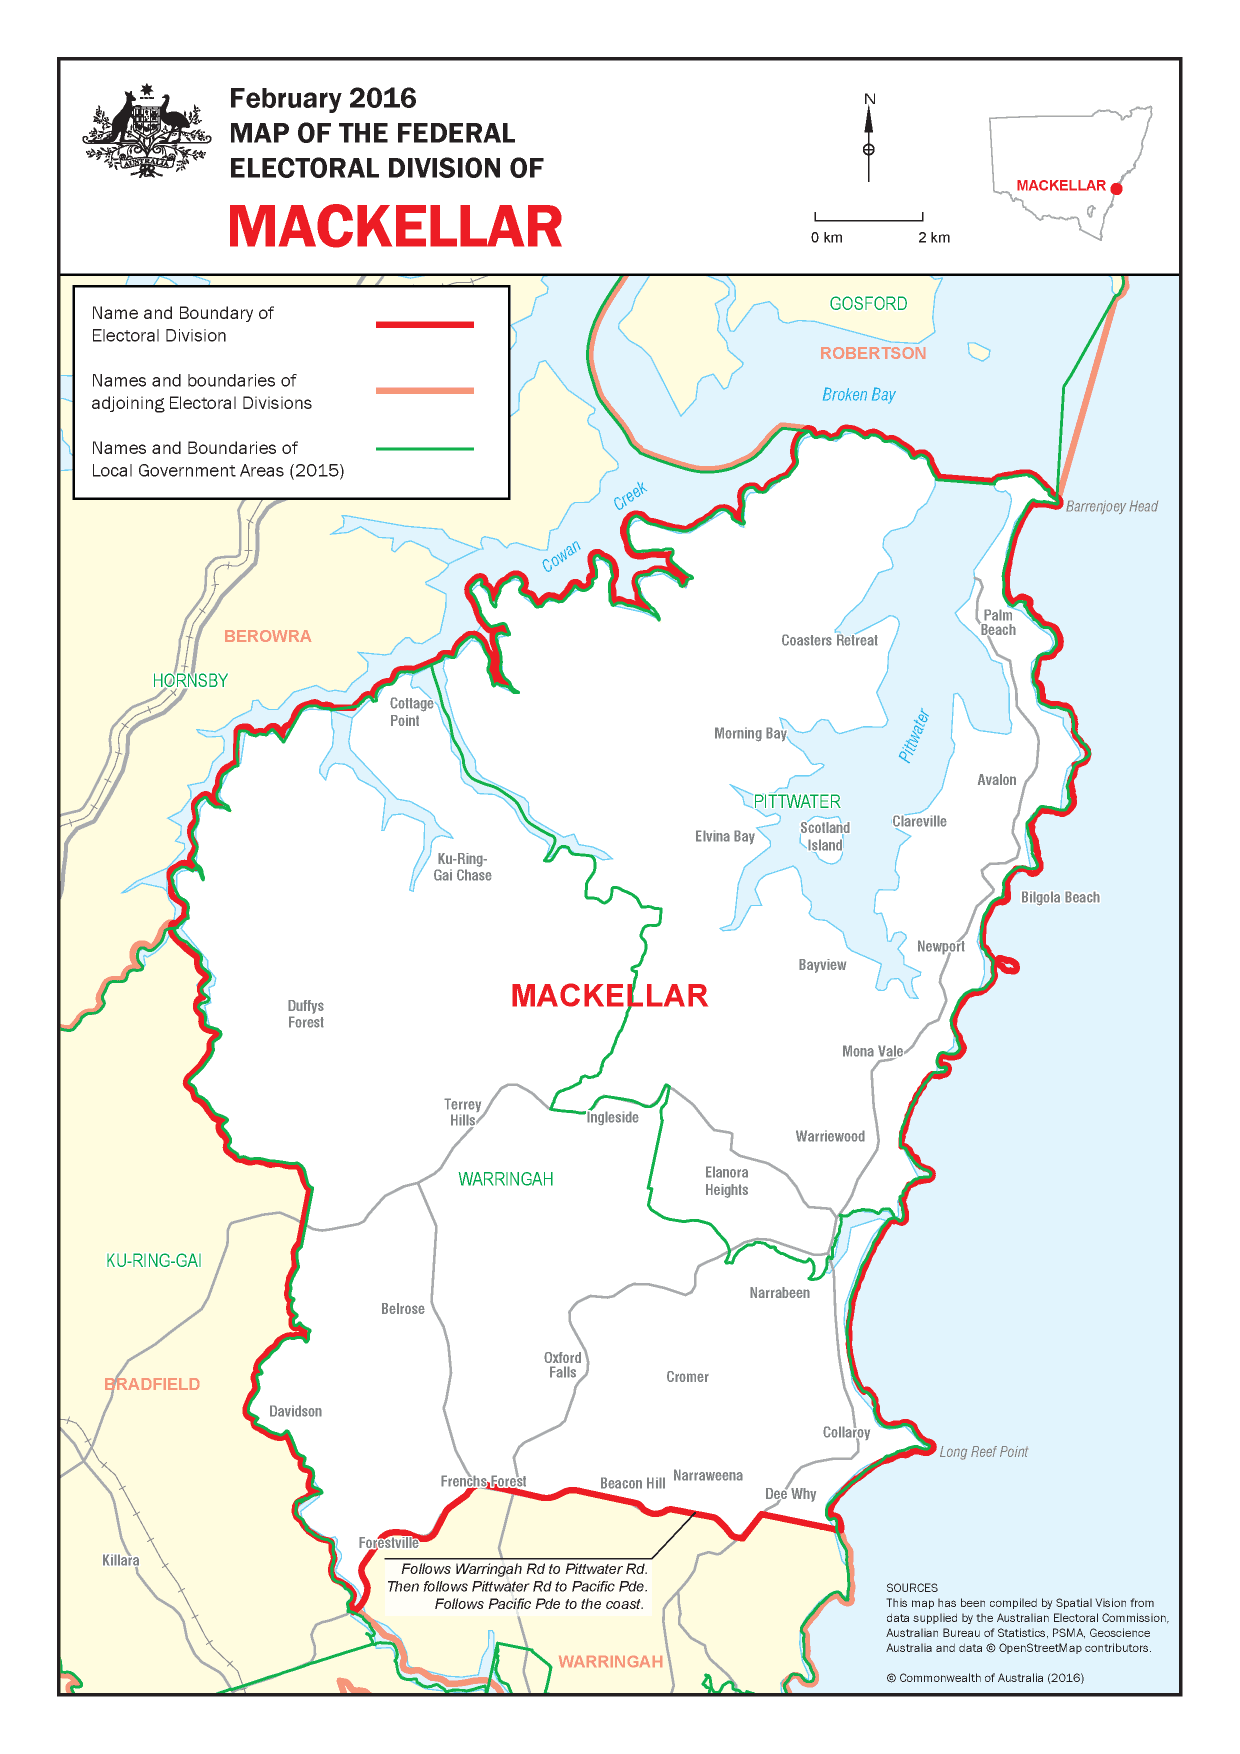 February 2016
MAP OF THE FEDERAL
ELECTORAL DIVISION OF
MACKELLAR
AUSTRALIA
N
0 km
2 km
MACKELLAR
Name and Boundary of
Electoral Division
Names and boundaries of
adjoining Electoral Divisions
Names and Boundaries of
Local Government Areas (2015)
GOSFORD
ROBERTSON
Broken Bay
Creek
Cowan
Barrenjoey Head
BEROWRA
HORNSBY
Palm
Beach
Coasters Retreat
Cottage
Point
Morning Bay
Pittwater
Avalon
PITTWATER
Clareville
Scotland
Island
Elvina Bay
Ku-Ring-
Gai Chase
Bilgola Beach
Newport
Bayview
MACKELLAR
Duffys
Forest
Mona Vale
Terrey
Hills
Ingleside
Warriewood
Elanora
Heights
WARRINGAH
KU-RING-GAI
Narrabeen
Belrose
Oxford
Falls
Cromer
BRADFIELD
Davidson
Collaroy
Long Reef Point
Frenchs Forest
Beacon Hill
Narraweena
Dee Why
Forestville
Killara
Follows Warringah Rd to Pittwater Rd.
Then follows Pittwater Rd to Pacific Pde.
Follows Pacific Pde to the coast.
WARRINGAH
SOURCES
This map has been compiled by Spatial Vision from
data supplied by the Australian Electoral Commission,
Australian Bureau of Statistics, PSMA, Geoscience
Australia and data © OpenStreetMap contributors.
© Commonwealth of Australia (2016)